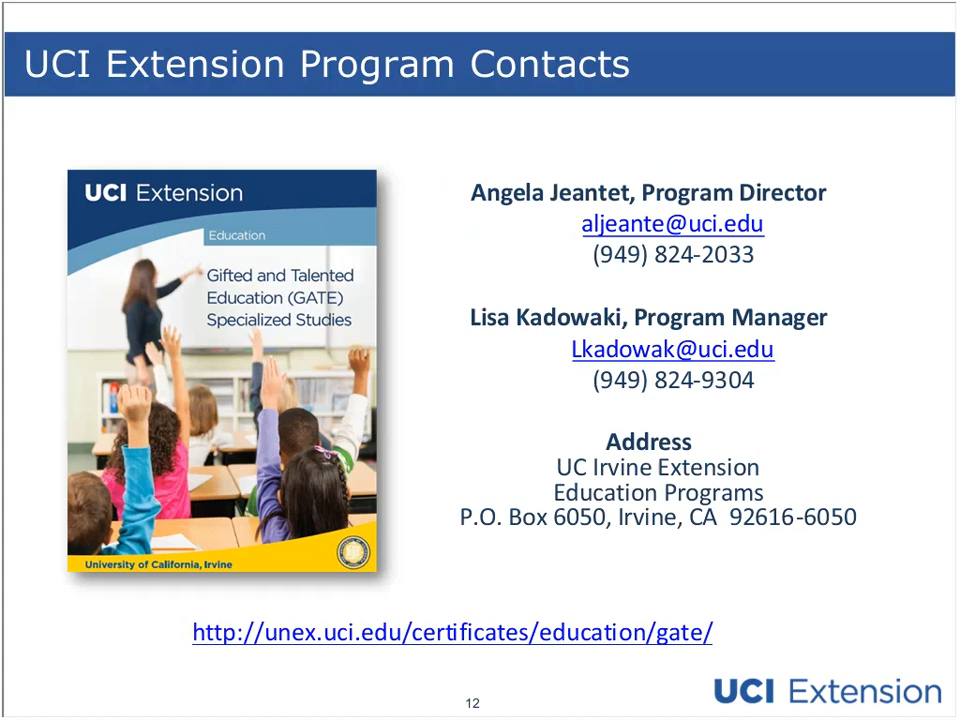 UCI Extension Program Contacts
UCI Extension
Education
Gifted and Talented
Education (GATE)
Specialized Studies
University of California, Irvine
Angela Jeantet, Program Director
aljeante@uci.edu
(949) 824-2033
Lisa Kadowaki, Program Manager
Lkadowak@uci.edu
(949) 824-9304
Address
UC Irvine Extension
Education Programs
P.O. Box 6050, Irvine, CA  92616-6050
http://unex.uci.edu/certificates/education/gate/
12
UCI Extension